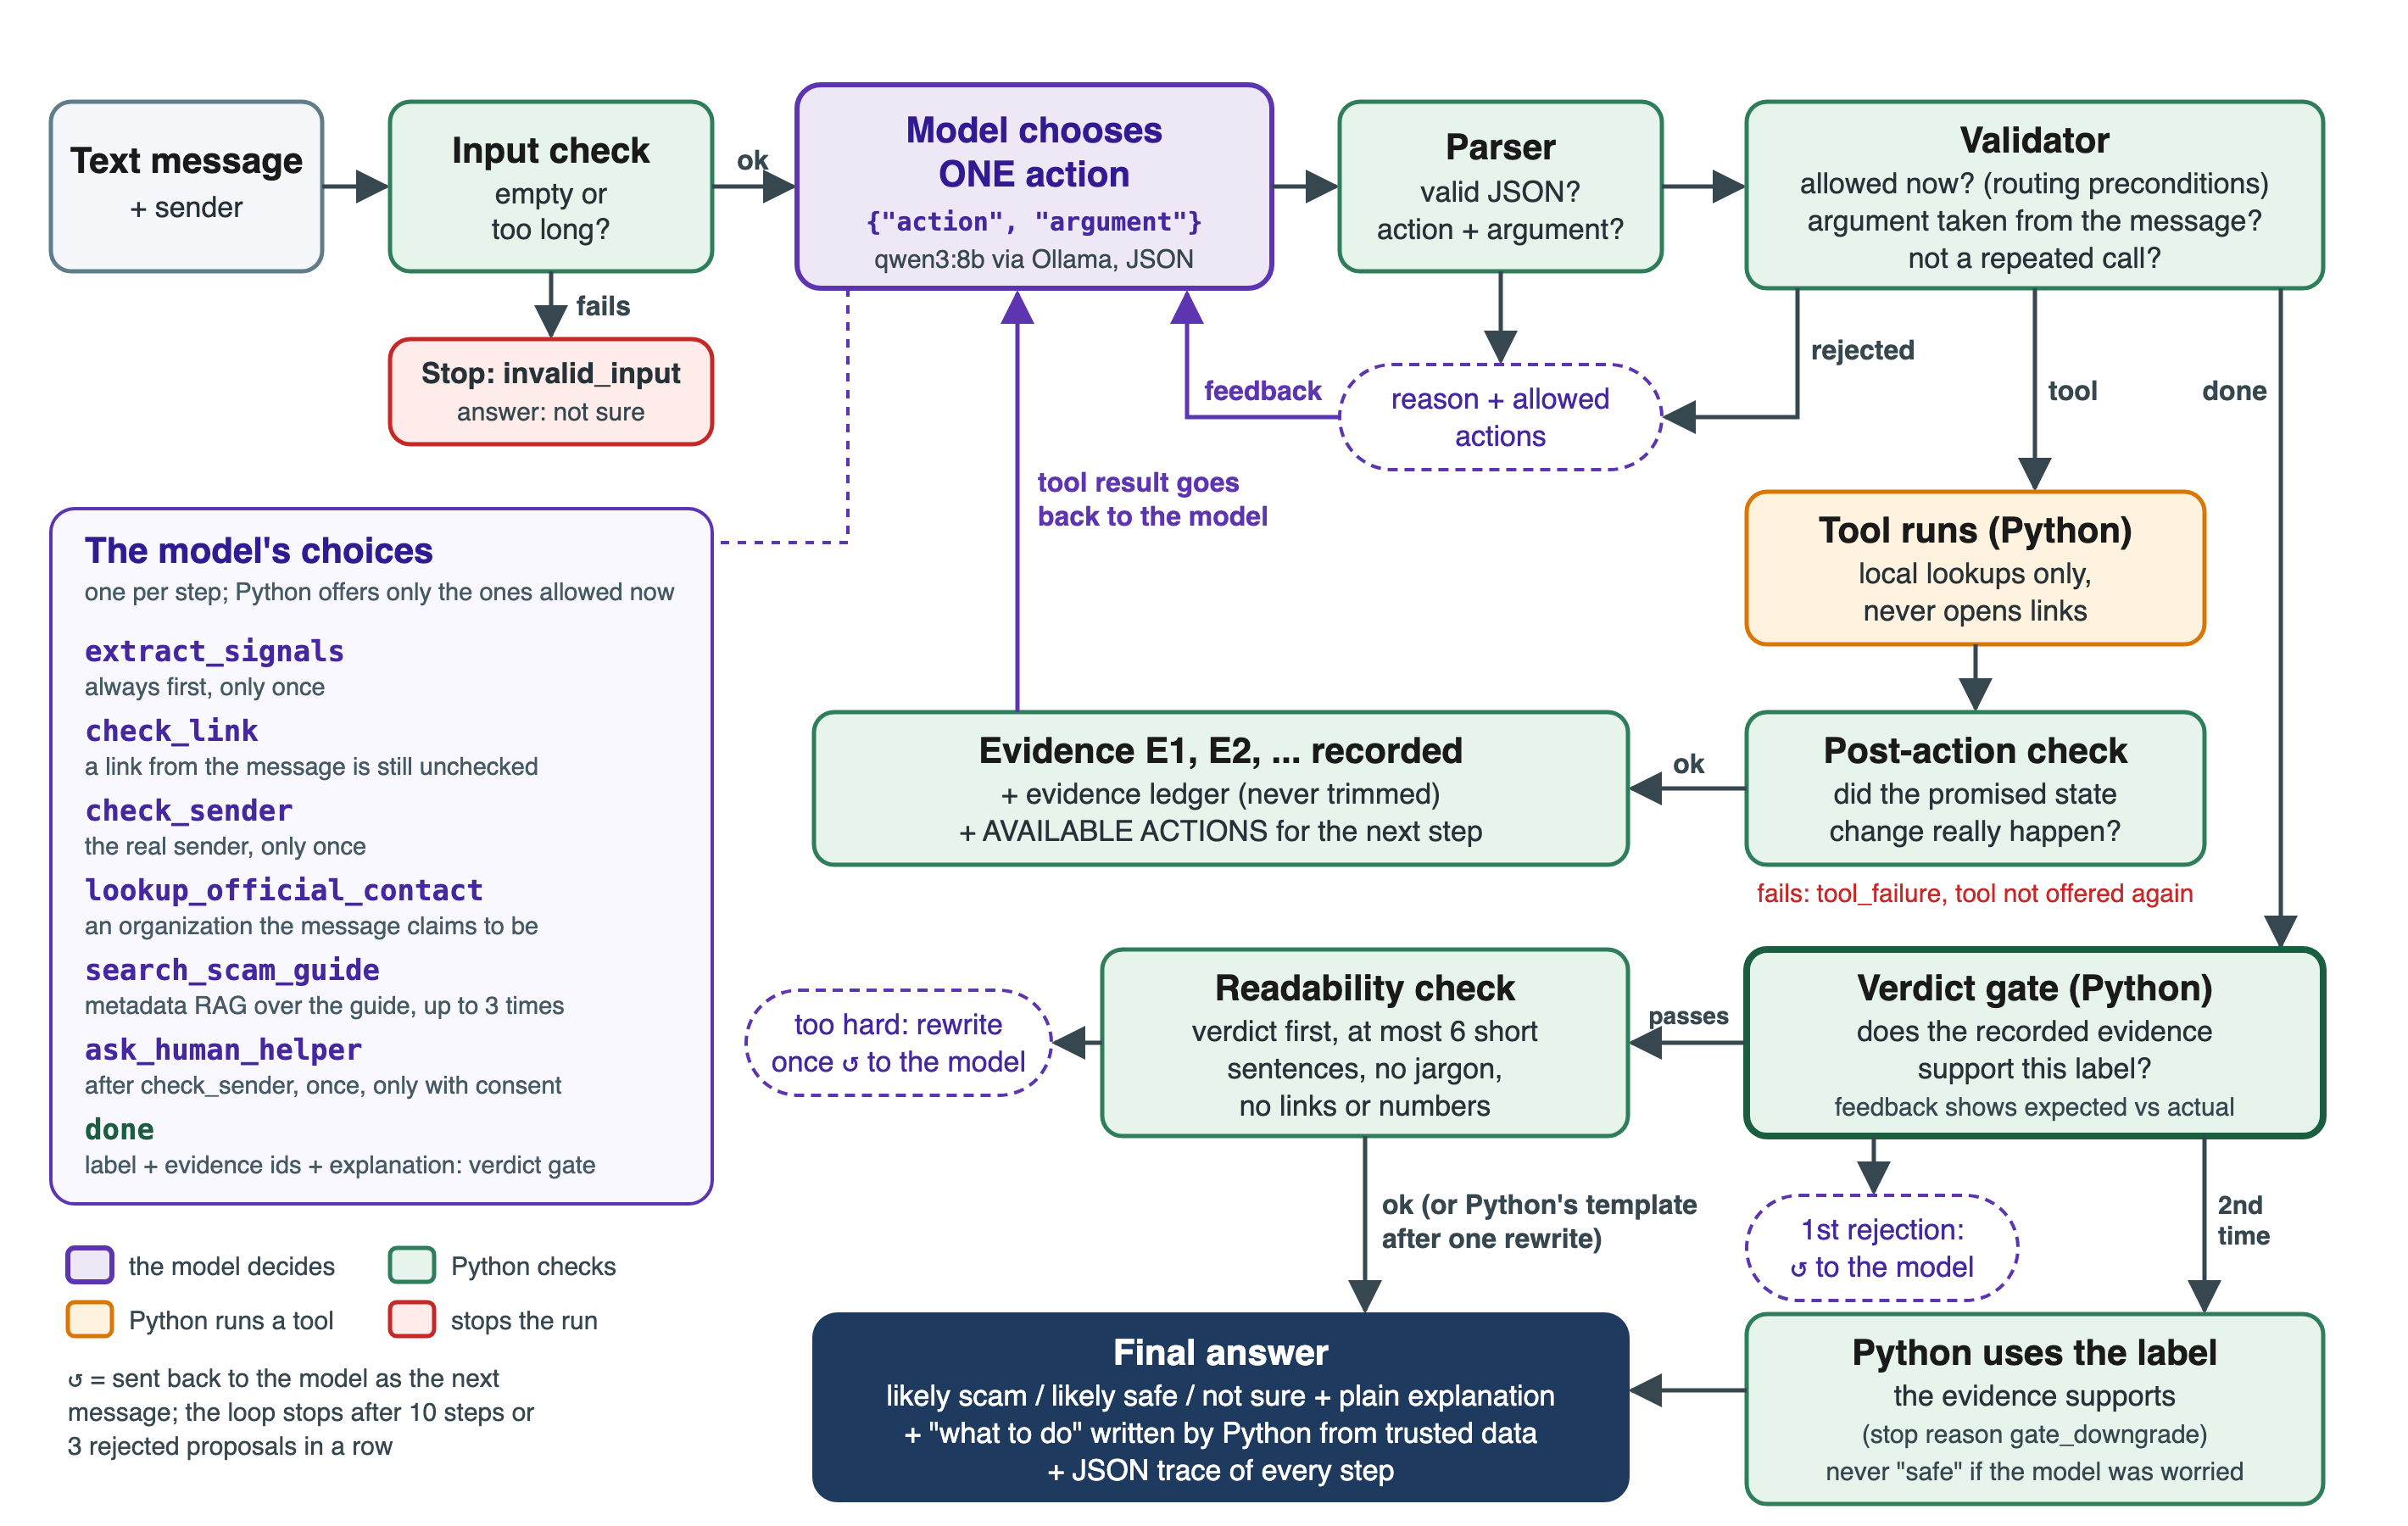 Text message
+ sender
Input check
empty or
too long?
ok
fails
Stop: invalid_input
answer: not sure
Model chooses
ONE action
{"action", "argument"}
qwen3:8b via Ollama, JSON
Parser
valid JSON?
action + argument?
Validator
allowed now? (routing preconditions)
argument taken from the message?
not a repeated call?
rejected
tool
done
feedback
reason + allowed
actions
tool result goes
back to the model
Tool runs (Python)
local lookups only,
never opens links
Post-action check
did the promised state
change really happen?
fails: tool_failure, tool not offered again
ok
Evidence E1, E2, ... recorded
+ evidence ledger (never trimmed)
+ AVAILABLE ACTIONS for the next step
The model's choices
one per step; Python offers only the ones allowed now
extract_signals
always first, only once
check_link
a link from the message is still unchecked
check_sender
the real sender, only once
lookup_official_contact
an organization the message claims to be
search_scam_guide
metadata RAG over the guide, up to 3 times
ask_human_helper
after check_sender, once, only with consent
done
label + evidence ids + explanation: verdict gate
Verdict gate (Python)
does the recorded evidence
support this label?
feedback shows expected vs actual
passes
Readability check
verdict first, at most 6 short
sentences, no jargon,
no links or numbers
too hard: rewrite
once ↺ to the model
ok (or Python's template
after one rewrite)
1st rejection:
↺ to the model
2nd
time
Python uses the label
the evidence supports
(stop reason gate_downgrade)
never "safe" if the model was worried
Final answer
likely scam / likely safe / not sure + plain explanation
+ "what to do" written by Python from trusted data
+ JSON trace of every step
the model decides
Python checks
Python runs a tool
stops the run
↺ = sent back to the model as the next
message; the loop stops after 10 steps or
3 rejected proposals in a row